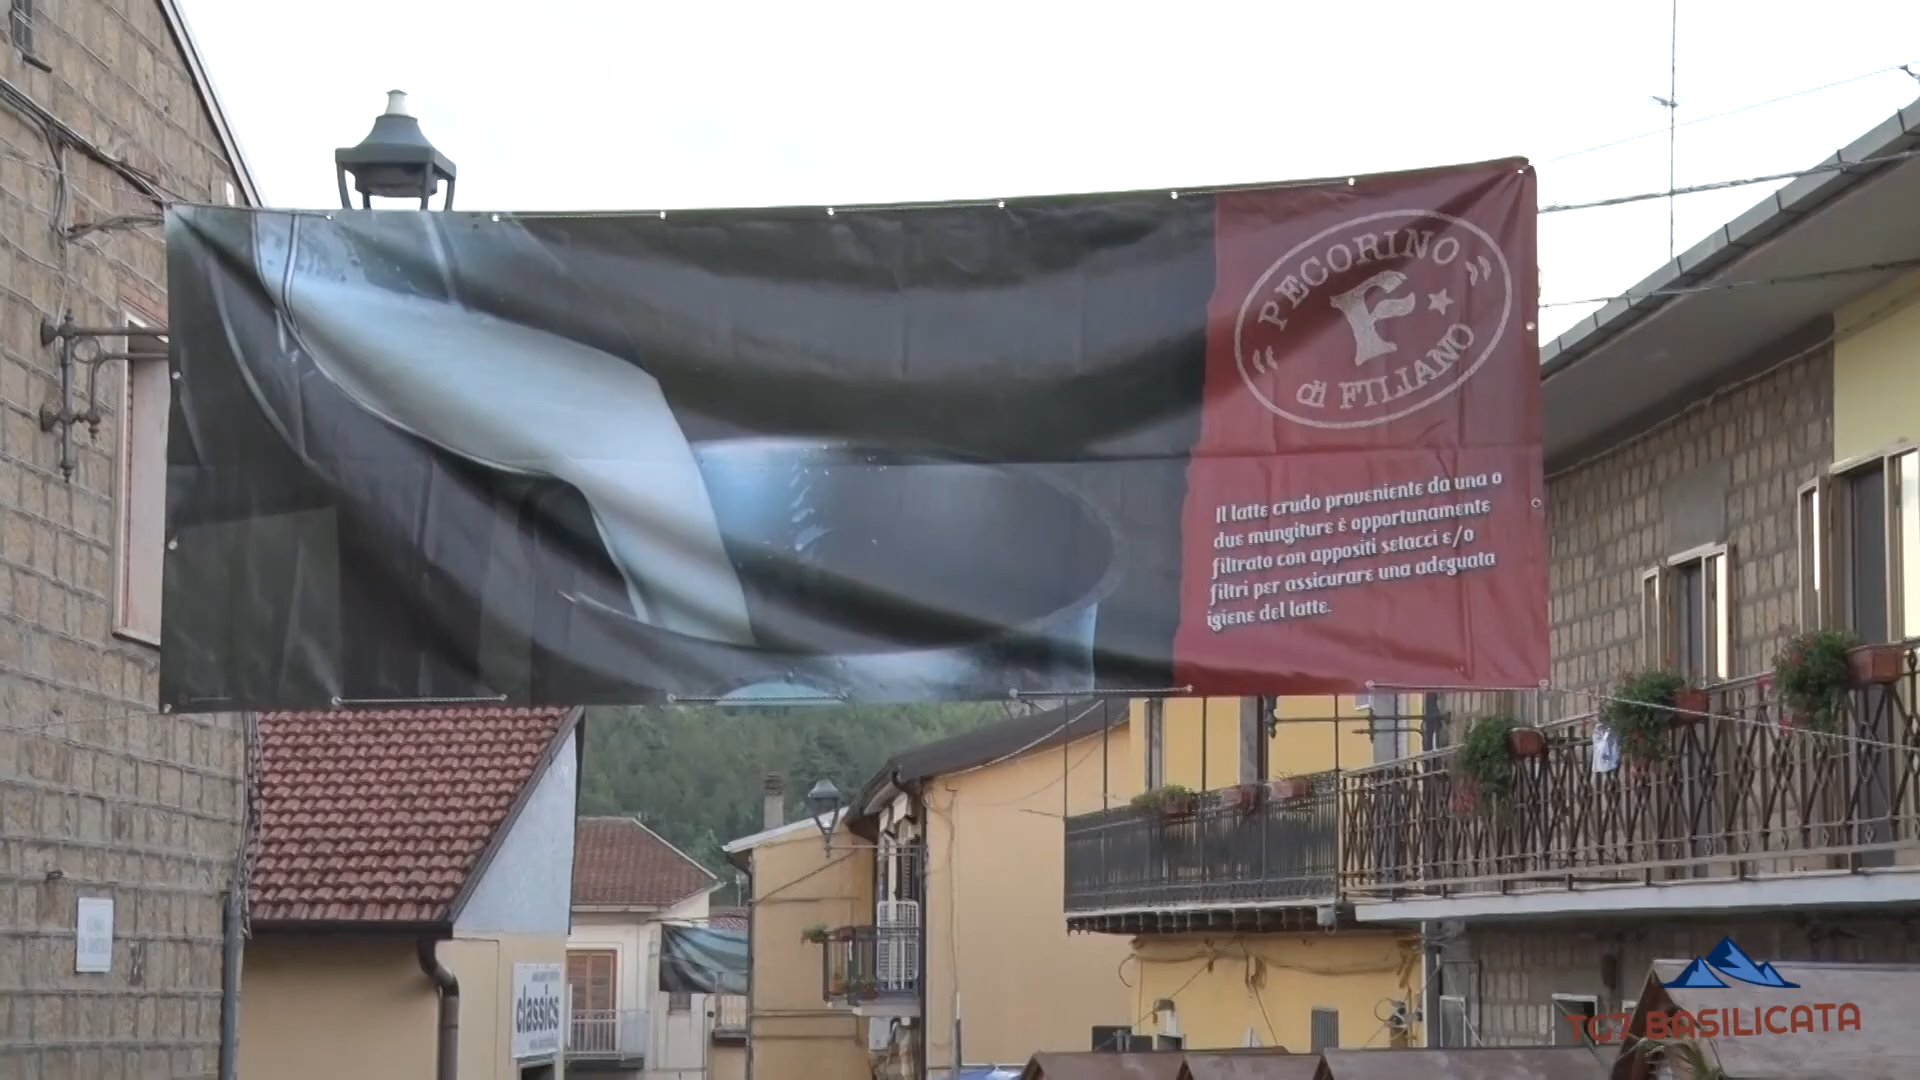 PECORINO
F
di FILIANO
Il latte crudo proveniente da una o
due mungiture è opportunamente
filtrato con appositi setacci e/o
filtri per assicurare una adeguata
igiene del latte.
classics
TG7 BASILICATA